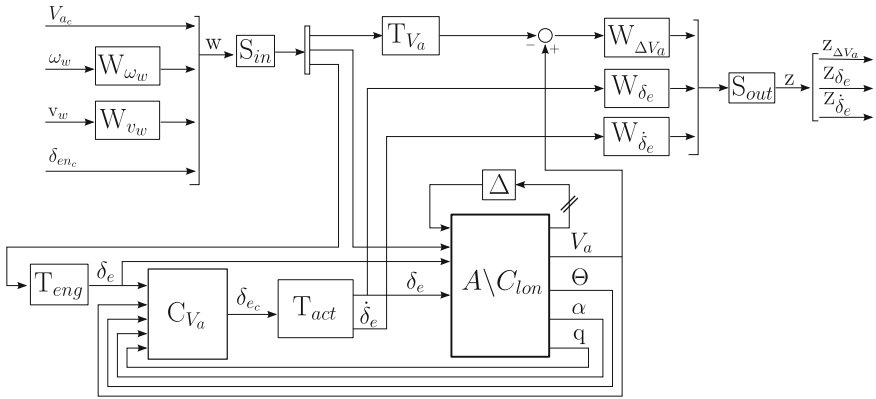 V_{a_c}
ω_w
W_{ω_w}
v_w
W_{v_w}
δ_{en_c}
w
S_{in}
T_{V_a}
−
+
W_{ΔV_a}
W_{δ_e}
W_{\dot{δ}_e}
S_{out}
z
z_{ΔV_a}
z_{δ_e}
z_{\dot{δ}_e}
Δ
T_{eng}
δ_e
C_{V_a}
δ_{e_c}
T_{act}
δ_e
\dot{δ}_e
A\C_{lon}
V_a
Θ
α
q